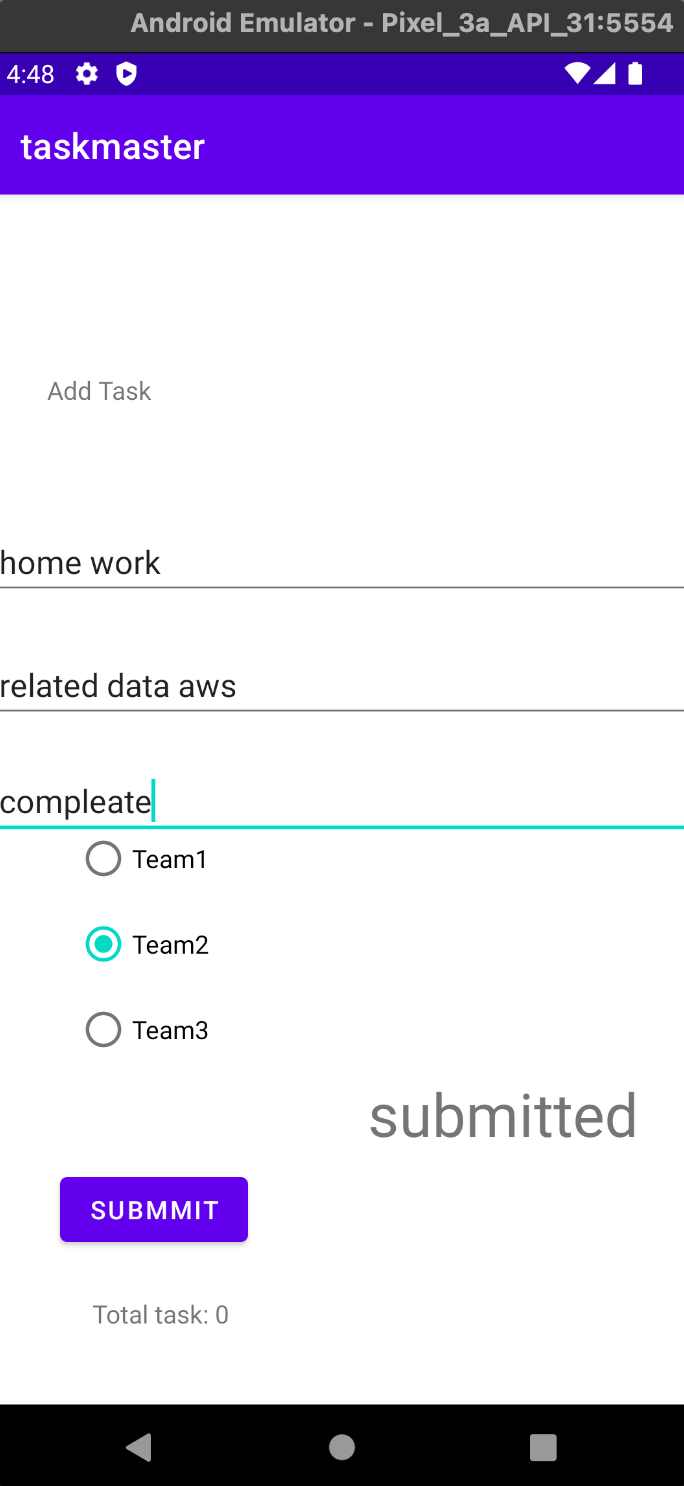 Android Emulator - Pixel_3a_API_31:5554
4:48
taskmaster
Add Task
home work
related data aws
compleate
Team1
Team2
Team3
submitted
SUBMMIT
Total task: 0